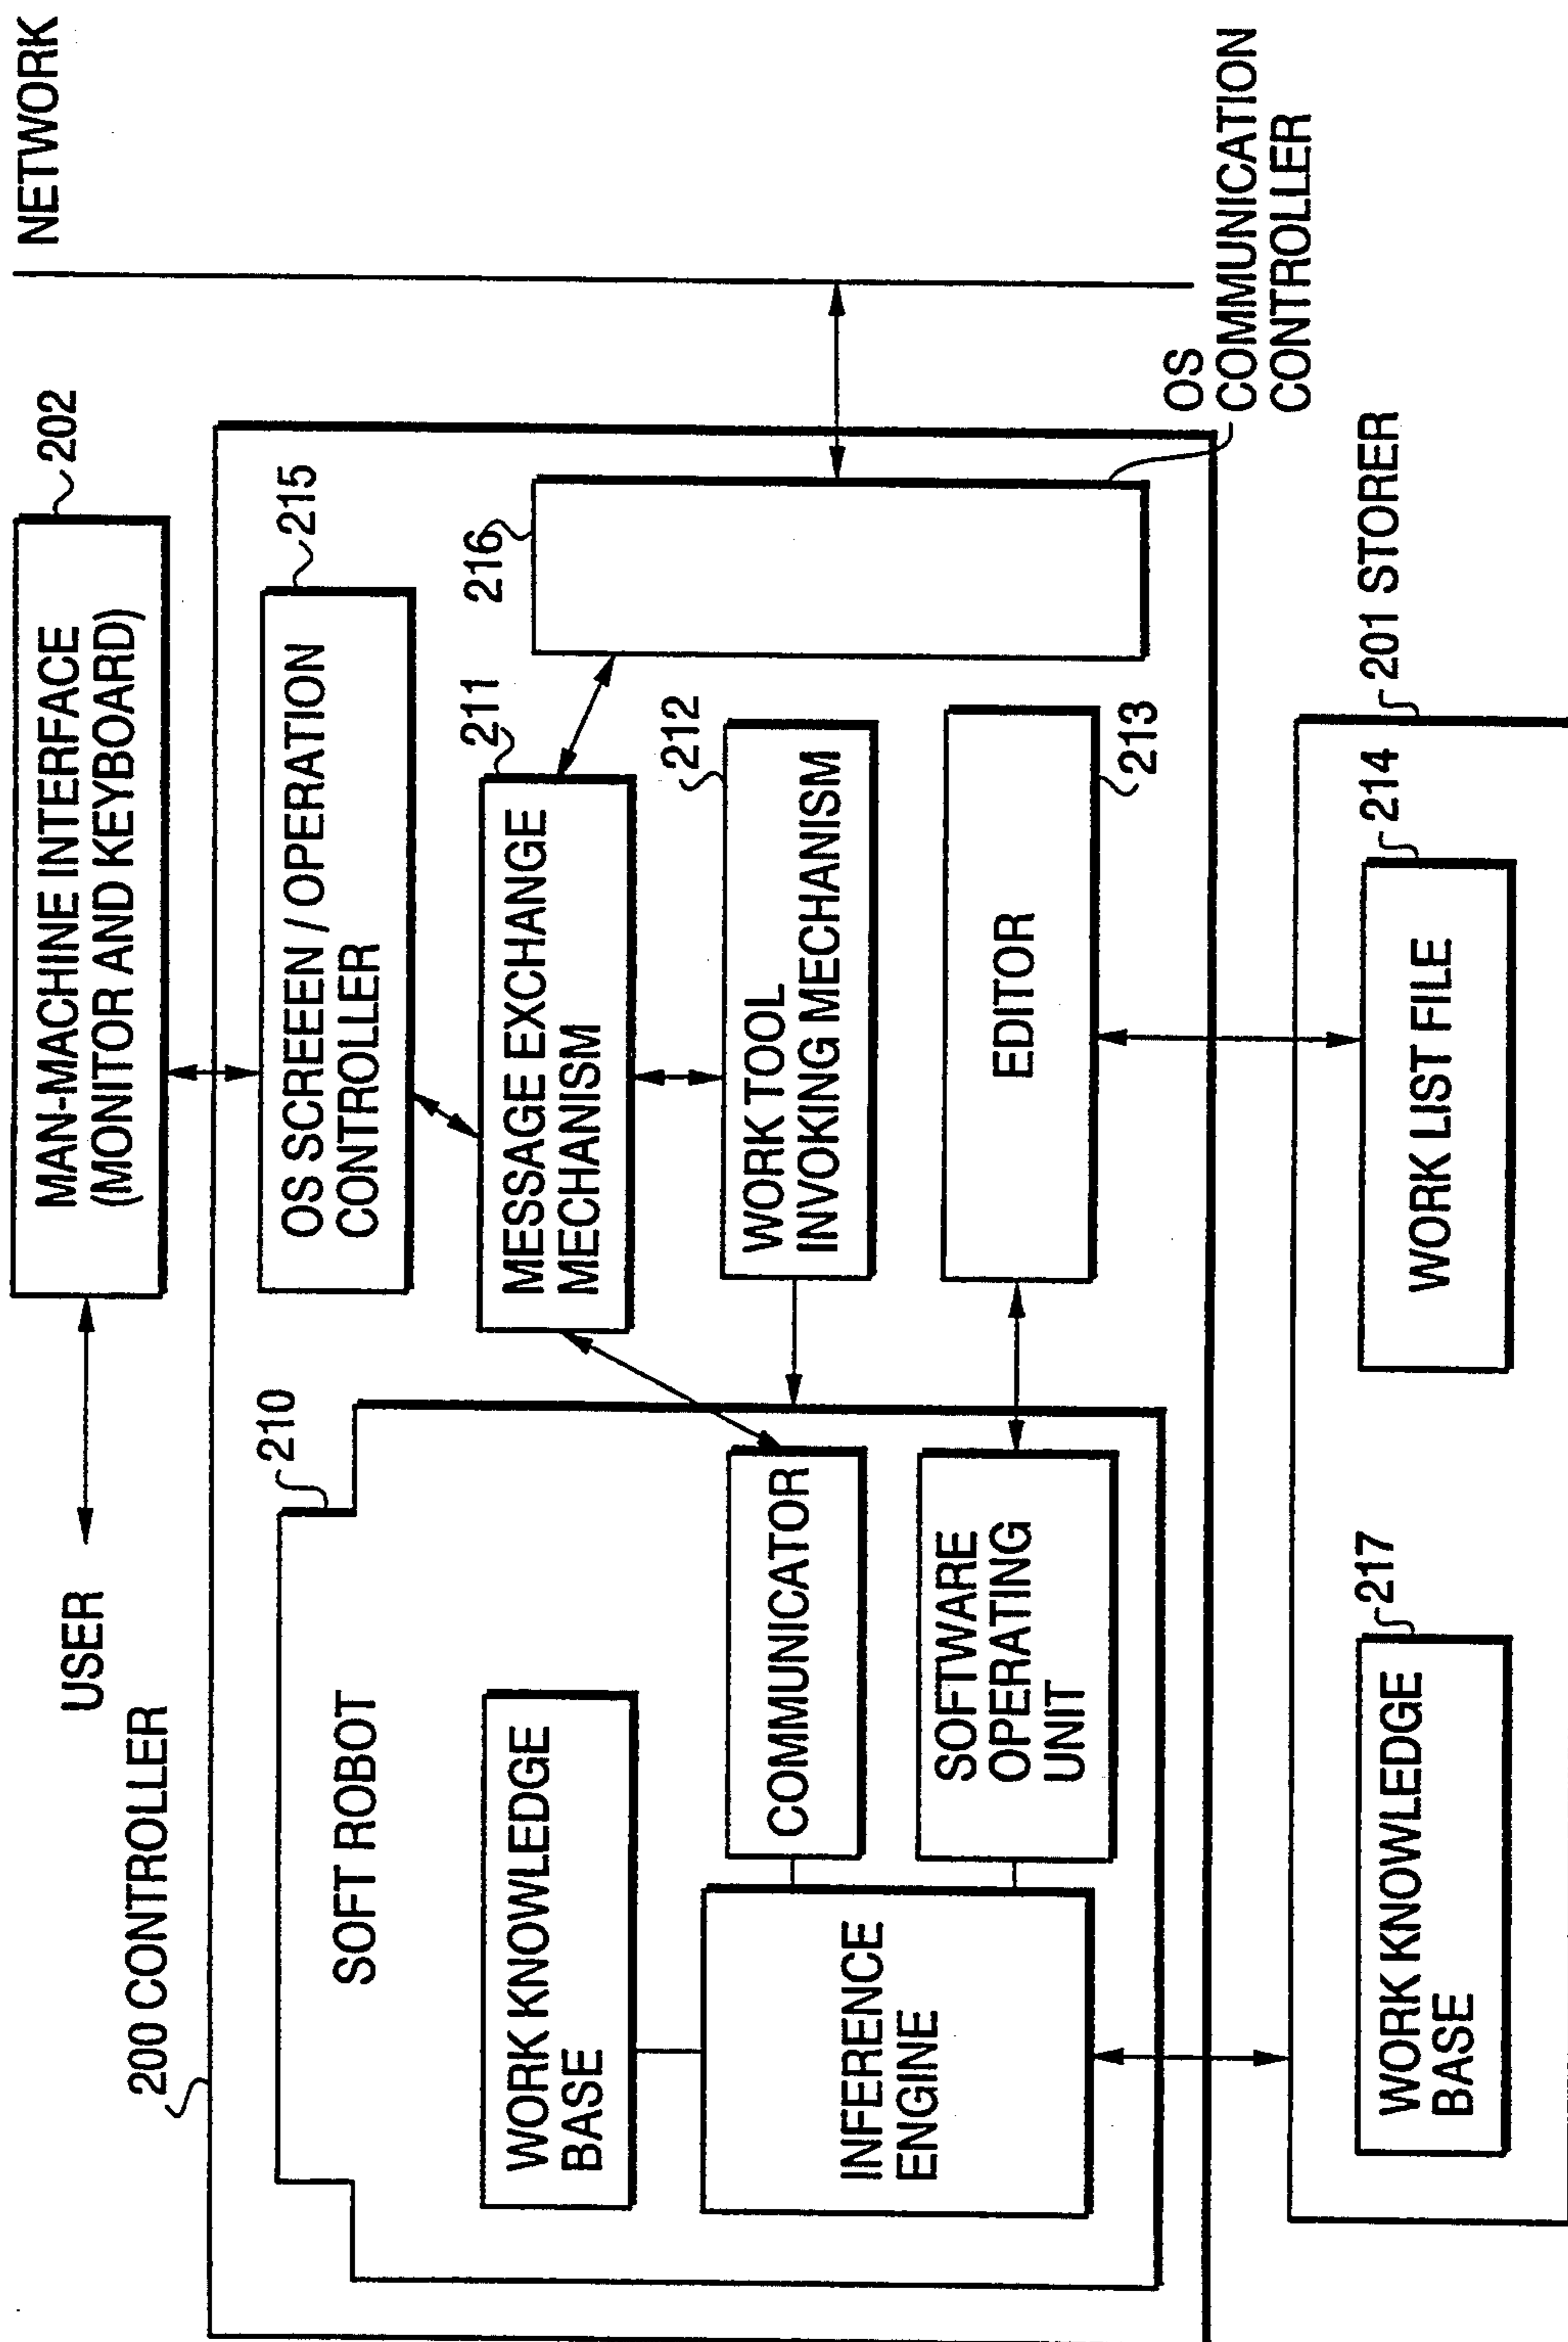 NETWORK
202
MAN-MACHINE INTERFACE
(MONITOR AND KEYBOARD)
USER
200 CONTROLLER
215
OS SCREEEN / OPERATION
CONTROLLER
210
SOFT ROBOT
216
211
MESSAGE EXCHANGE
MECHANISM
WORK KNOWLEDGE
BASE
212
WORK TOOL
INVOKING MECHANISM
COMMUNICATOR
INFERENCE
ENGINE
SOFTWARE
OPERATING
UNIT
EDITOR
213
OS
COMMUNICATION
CONTROLLER
201 STORER
214
WORK LIST FILE
217
WORK KNOWLEDGE
BASE